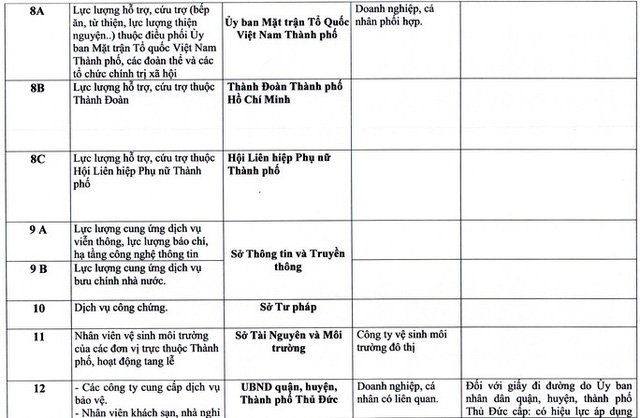 8A
Lực lượng hỗ trợ, cứu trợ (bếp
ăn, từ thiện, lực lượng thiện
nguyện..) thuộc điều phối Ủy
ban Mặt trận Tổ quốc Việt Nam
Thành phố, các đoàn thể và các
tổ chức chính trị xã hội
Ủy ban Mặt trận Tổ Quốc
Việt Nam Thành phố
Doanh nghiệp, cá
nhân phối hợp.
8B
Lực lượng hỗ trợ, cứu trợ thuộc
Thành Đoàn
Thành Đoàn Thành phố
Hồ Chí Minh
8C
Lực lượng hỗ trợ, cứu trợ thuộc
Hội Liên hiệp Phụ nữ Thành
phố
Hội Liên hiệp Phụ nữ
Thành phố
9 A
Lực lượng cung ứng dịch vụ
viễn thông, lực lượng báo chí,
hạ tầng công nghệ thông tin
Sở Thông tin và Truyền
thông
9 B
Lực lượng cung ứng dịch vụ
bưu chính nhà nước.
10
Dịch vụ công chứng.
Sở Tư pháp
11
Nhân viên vệ sinh môi trường
của các đơn vị trực thuộc Thành
phố, hoạt động tang lễ
Sở Tài Nguyên và Môi
trường
Công ty vệ sinh môi
trường đô thị
12
- Các công ty cung cấp dịch vụ
bảo vệ.
- Nhân viên khách sạn, nhà nghỉ
UBND quận, huyện,
Thành phố Thủ Đức
Doanh nghiệp, cá
nhân có liên quan.
Đối với giấy đi đường do Ủy ban
nhân dân quận, huyện, thành phố
Thủ Đức cấp: có hiệu lực áp dụng